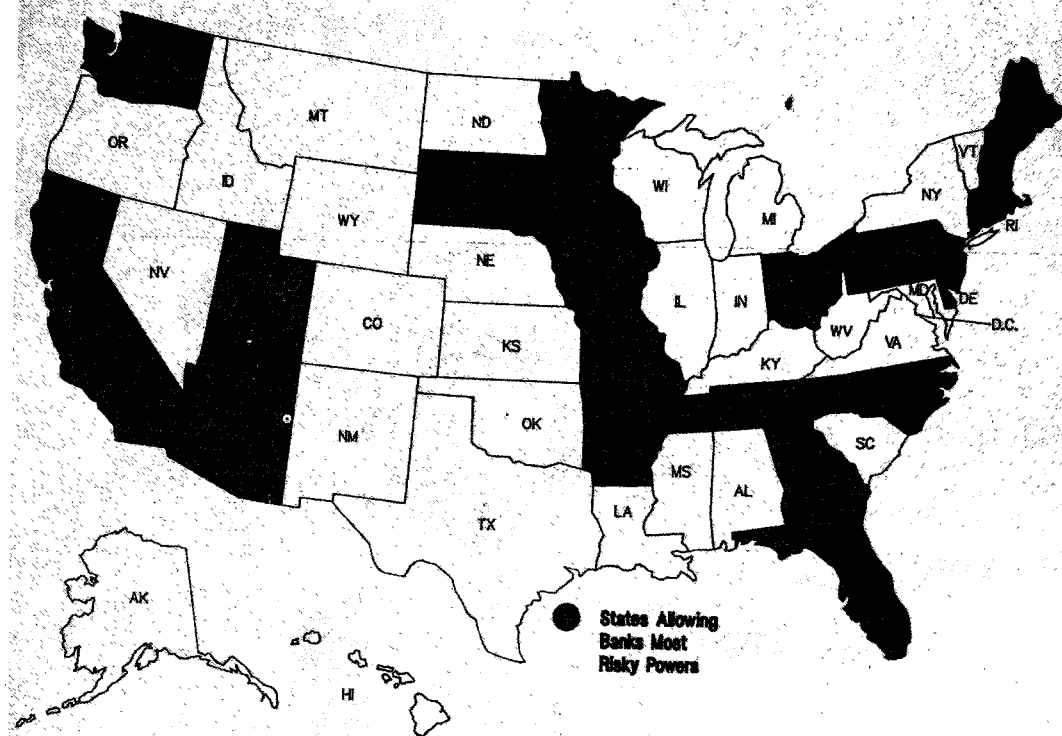 MT
ND
OR
VT
ID
WI
NY
WY
MI
RI
NE
NV
IL
IN
MD
DE
CO
D.C.
WV
KS
VA
KY
OK
NM
SC
MS
AL
LA
TX
AK
States Allowing
Banks Most
Risky Powers
HI